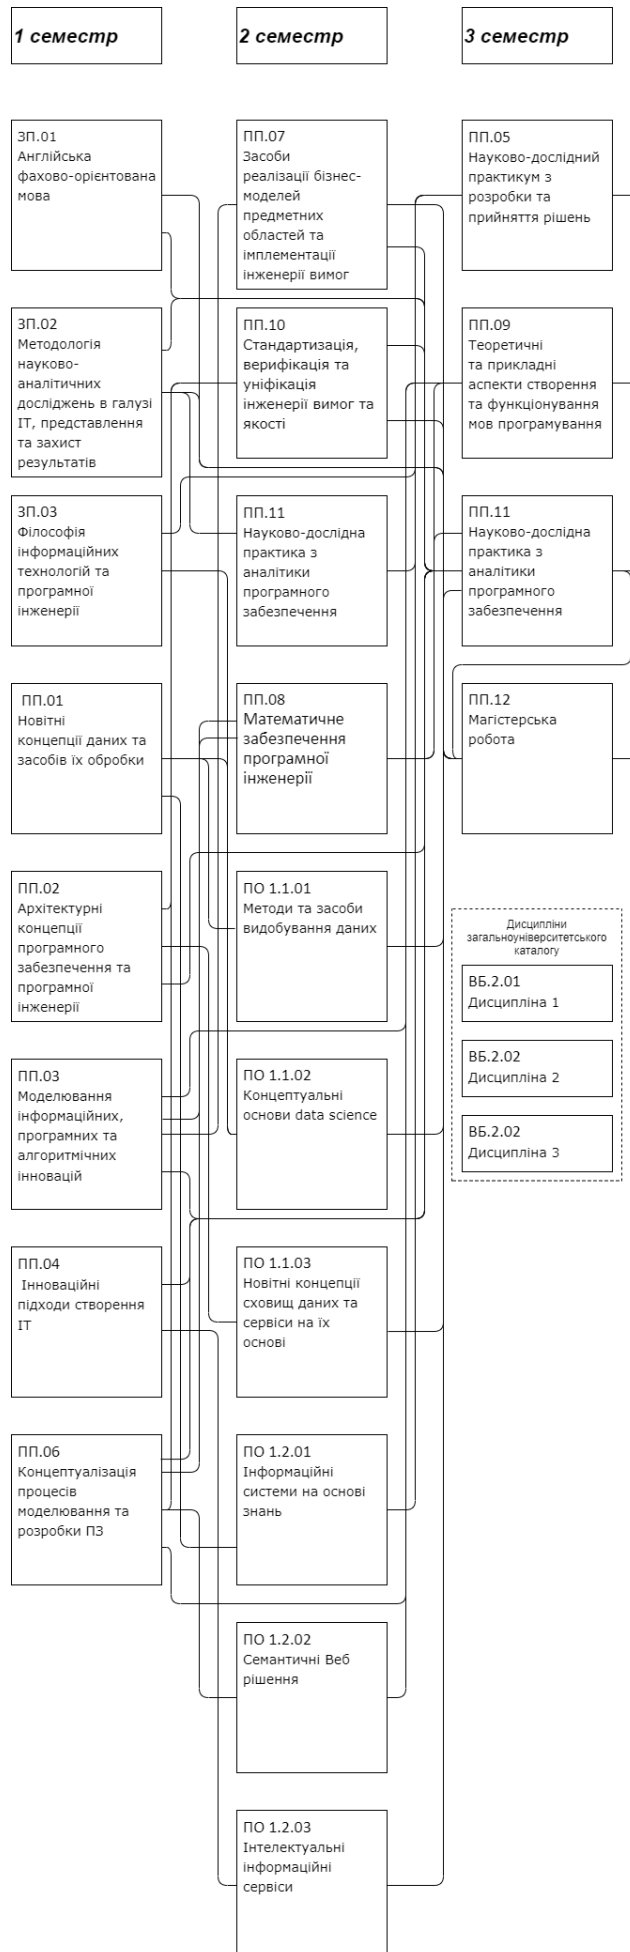 1 семестр
2 семестр
3 семестр
ЗП.01
Англійська
фахово-орієнтована
мова
ЗП.02
Методологія
науково-
аналітичних
досліджень в галузі
ІТ, представлення
та захист
результатів
ЗП.03
Філософія
інформаційних
технологій та
програмної
інженерії
ПП.01
Новітні
концепції даних та
засобів їх обробки
ПП.02
Архітектурні
концепції
програмного
забезпечення та
програмної
інженерії
ПП.03
Моделювання
інформаційних,
програмних та
алгоритмічних
інновацій
ПП.04
Інноваційні
підходи створення
ІТ
ПП.06
Концептуалізація
процесів
моделювання та
розробки ПЗ
ПП.07
Засоби
реалізації бізнес-
моделей
предметних
областей та
імплементації
інженерії вимог
ПП.10
Стандартизація,
верифікація та
уніфікація
інженерії вимог та
якості
ПП.11
Науково-дослідна
практика з
аналітики
програмного
забезпечення
ПП.08
Математичне
забезпечення
програмної
інженерії
ПО 1.1.01
Методи та засоби
видобування даних
ПО 1.1.02
Концептуальні
основи data science
ПО 1.1.03
Новітні концепції
сховищ даних та
сервіси на їх
основі
ПО 1.2.01
Інформаційні
системи на основі
знань
ПО 1.2.02
Семантичні Веб
рішення
ПО 1.2.03
Інтелектуальні
інформаційні
сервіси
ПП.05
Науково-дослідний
практикум з
розробки та
прийняття рішень
ПП.09
Теоретичні
та прикладні
аспекти створення
та функціонування
мов програмування
ПП.11
Науково-дослідна
практика з
аналітики
програмного
забезпечення
ПП.12
Магістерська
робота
Дисципліни
загальноуніверситетського
каталогу
ВБ.2.01
Дисципліна 1
ВБ.2.02
Дисципліна 2
ВБ.2.02
Дисципліна 3